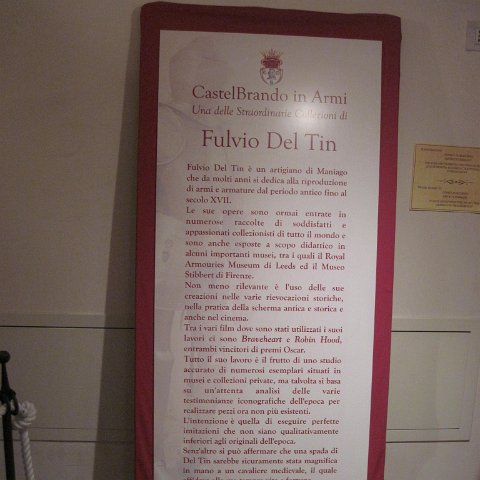 CastelBrando in Armi
Una delle Straordinarie Collezioni di
Fulvio Del Tin
Fulvio Del Tin è un artigiano di Maniago
che da molti anni si dedica alla riproduzione
di armi e armature dal periodo antico fino al
secolo XVII.
Le sue opere sono ormai entrate in
numerose raccolte di soddisfatti e
appassionati collezionisti di tutto il mondo e
sono anche esposte a scopo didattico in
alcuni importanti musei, tra i quali il Royal
Armouries Museum di Leeds ed il Museo
Stibbert di Firenze.
Non meno rilevante è l'uso delle sue
creazioni nelle varie rievocazioni storiche,
nella pratica della scherma antica e storica e
anche nel cinema.
Tra i vari film dove sono stati utilizzati i suoi
lavori ci sono Braveheart e Robin Hood,
entrambi vincitori di premi Oscar.
Tutto il suo lavoro è il frutto di uno studio
accurato di numerosi esemplari situati in
musei e collezioni private, ma talvolta si basa
su un'attenta analisi delle varie
testimonianze iconografiche dell'epoca per
realizzare pezzi ora non più esistenti.
L'intenzione è quella di eseguire perfette
imitazioni che non siano qualitativamente
inferiori agli originali dell'epoca.
Senz'altro si può affermare che una spada di
Del Tin sarebbe sicuramente stata magnifica
in mano a un cavaliere medievale, il quale